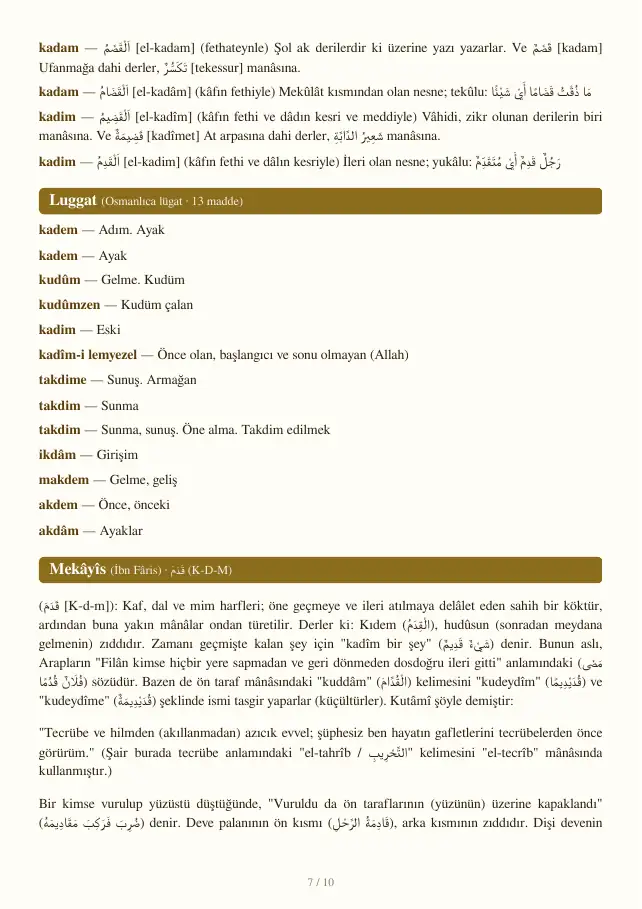 kadam — اَلْقَضَمُ [el-kadam] (fethateynle) Şol ak derilerdir ki üzerine yazı yazarlar. Ve قَضَمٌ [kadam]
Ufanmağa dahi derler, تَكَسُّرٌ [tekessur] manâsına.
kadam — اَلْقَضَامُ [el-kadâm] (kâfın fethiyle) Mekûlât kısmından olan nesne; tekûlu: مَا ذُقْتُ قَضَامًا أَيْ شَيْئًا
kadim — اَلْقَضِيمُ [el-kadîm] (kâfın fethi ve dâdın kesri ve meddiyle) Vâhidi, zikr olunan derilerin biri
manâsına. Ve قَضِيمَةٌ [kadîmet] At arpasına dahi derler, شَعِيرُ الدَّابَّةِ manâsına.
kadim — اَلْقَدِمُ [el-kadim] (kâfın fethi ve dâlın kesriyle) İleri olan nesne; yukâlu: رَجُلٌ قَدِمٌ أَيْ مُتَقَدِّمٌ
Luggat (Osmanlıca lügat · 13 madde)
kadem — Adım. Ayak
kadem — Ayak
kudûm — Gelme. Kudüm
kudûmzen — Kudüm çalan
kadim — Eski
kadîm-i lemyezel — Önce olan, başlangıcı ve sonu olmayan (Allah)
takdime — Sunuş. Armağan
takdim — Sunma
takdim — Sunma, sunuş. Öne alma. Takdim edilmek
ikdâm — Girişim
makdem — Gelme, geliş
akdem — Önce, önceki
akdâm — Ayaklar
Mekâyîs (İbn Fâris) · قَدَمَ (K-D-M)
(قَدَمَ [K-d-m]): Kaf, dal ve mim harfleri; öne geçmeye ve ileri atılmaya delâlet eden sahih bir köktür,
ardından buna yakın mânâlar ondan türetilir. Derler ki: Kıdem (الْقِدَمُ), hudûsun (sonradan meydana
gelmenin) zıddıdır. Zamanı geçmişte kalan şey için "kadîm bir şey" (شَيْءٌ قَدِيمٌ) denir. Bunun aslı,
Arapların "Filân kimse hiçbir yere sapmadan ve geri dönmeden dosdoğru ileri gitti" anlamındaki (مَضَى
فُلَانٌ قُدُمًا) sözüdür. Bazen de ön taraf mânâsındaki "kuddâm" (الْقُدَّامَ) kelimesini "kudeydîm" (قُدَيْدِيمًا) ve
"kudeydîme" (قُدَيْدِيمَةٌ) şeklinde ismi tasgir yaparlar (küçültürler). Kutâmî şöyle demiştir:
"Tecrübe ve hilmden (akıllanmadan) azıcık evvel; şüphesiz ben hayatın gafletlerini tecrübelerden önce
görürüm." (Şair burada tecrübe anlamındaki "el-tahrîb / التَّخْرِيبِ" kelimesini "el-tecrîb" mânâsında
kullanmıştır.)
Bir kimse vurulup yüzüstü düştüğünde, "Vuruldu da ön taraflarının (yüzünün) üzerine kapaklandı"
(ضُرِبَ فَرَكِبَ مَقَادِيمَهُ) denir. Deve palanının ön kısmı (قَادِمَةُ الرَّحْلِ), arka kısmının zıddıdır. Dişi devenin
7 / 10